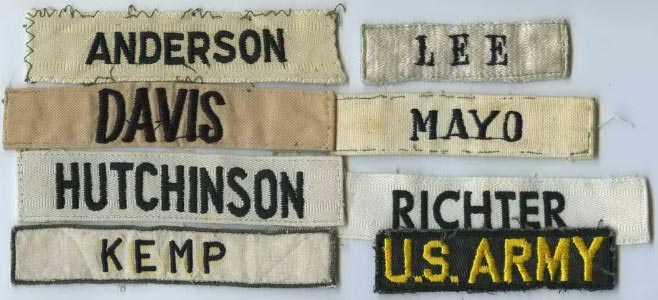 ANDERSON
DAVIS
HUTCHINSON
KEMP
LEE
MAYO
RICHTER
U.S. ARMY